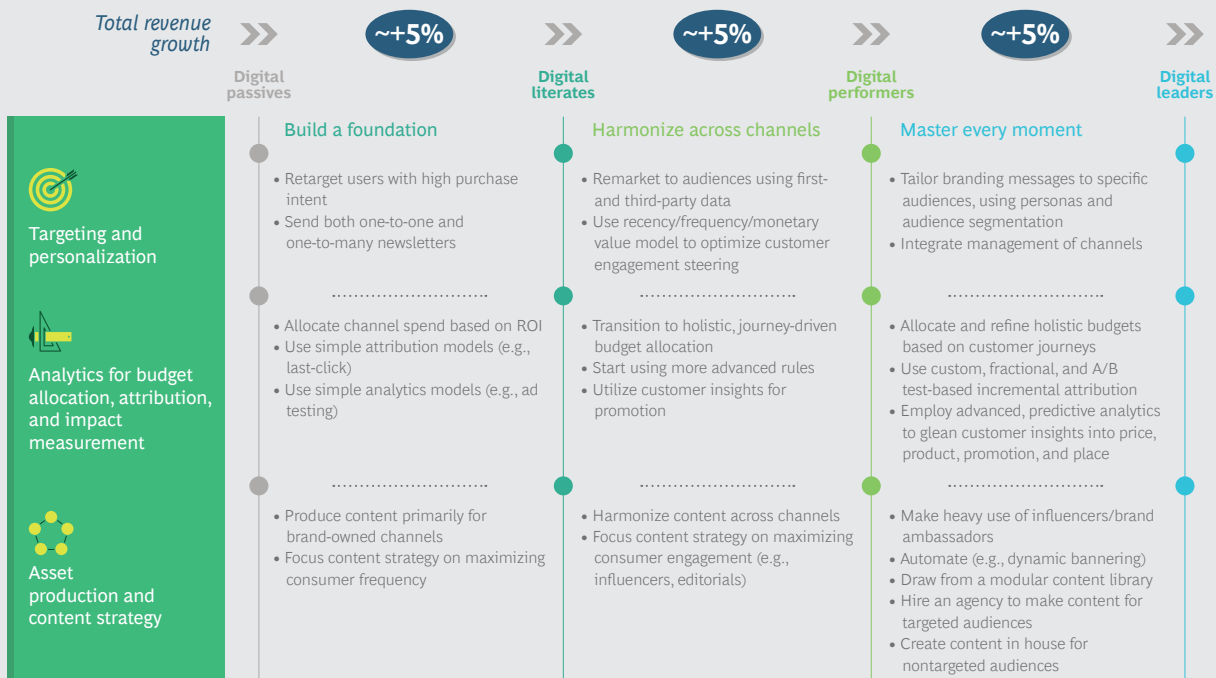 Total revenue
growth
~+5%
~+5%
~+5%
Digital
passives
Digital
literates
Digital
performers
Digital
leaders
Build a foundation
Harmonize across channels
Master every moment
Targeting and
personalization
• Retarget users with high purchase
intent
• Send both one-to-one and
one-to-many newsletters
• Remarket to audiences using first-
and third-party data
• Use recency/frequency/monetary
value model to optimize customer
engagement steering
• Tailor branding messages to specific
audiences, using personas and
audience segmentation
• Integrate management of channels
Analytics for budget
allocation, attribution,
and impact
measurement
• Allocate channel spend based on ROI
• Use simple attribution models (e.g.,
last-click)
• Use simple analytics models (e.g., ad
testing)
• Transition to holistic, journey-driven
budget allocation
• Start using more advanced rules
• Utilize customer insights for
promotion
• Allocate and refine holistic budgets
based on customer journeys
• Use custom, fractional, and A/B
test-based incremental attribution
• Employ advanced, predictive analytics
to glean customer insights into price,
product, promotion, and place
Asset
production and
content strategy
• Produce content primarily for
brand-owned channels
• Focus content strategy on maximizing
consumer frequency
• Harmonize content across channels
• Focus content strategy on maximizing
consumer engagement (e.g.,
influencers, editorials)
• Make heavy use of influencers/brand
ambassadors
• Automate (e.g., dynamic bannering)
• Draw from a modular content library
• Hire an agency to make content for
targeted audiences
• Create content in house for
nontargeted audiences